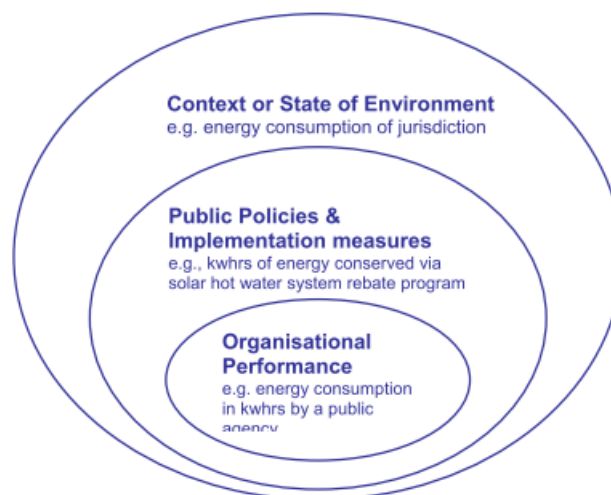 Context or State of Environment
e.g. energy consumption of jurisdiction
Public Policies &
Implementation measures
e.g., kwhrs of energy conserved via
solar hot water system rebate program
Organisational
Performance
e.g. energy consumption
in kwhrs by a public
agency